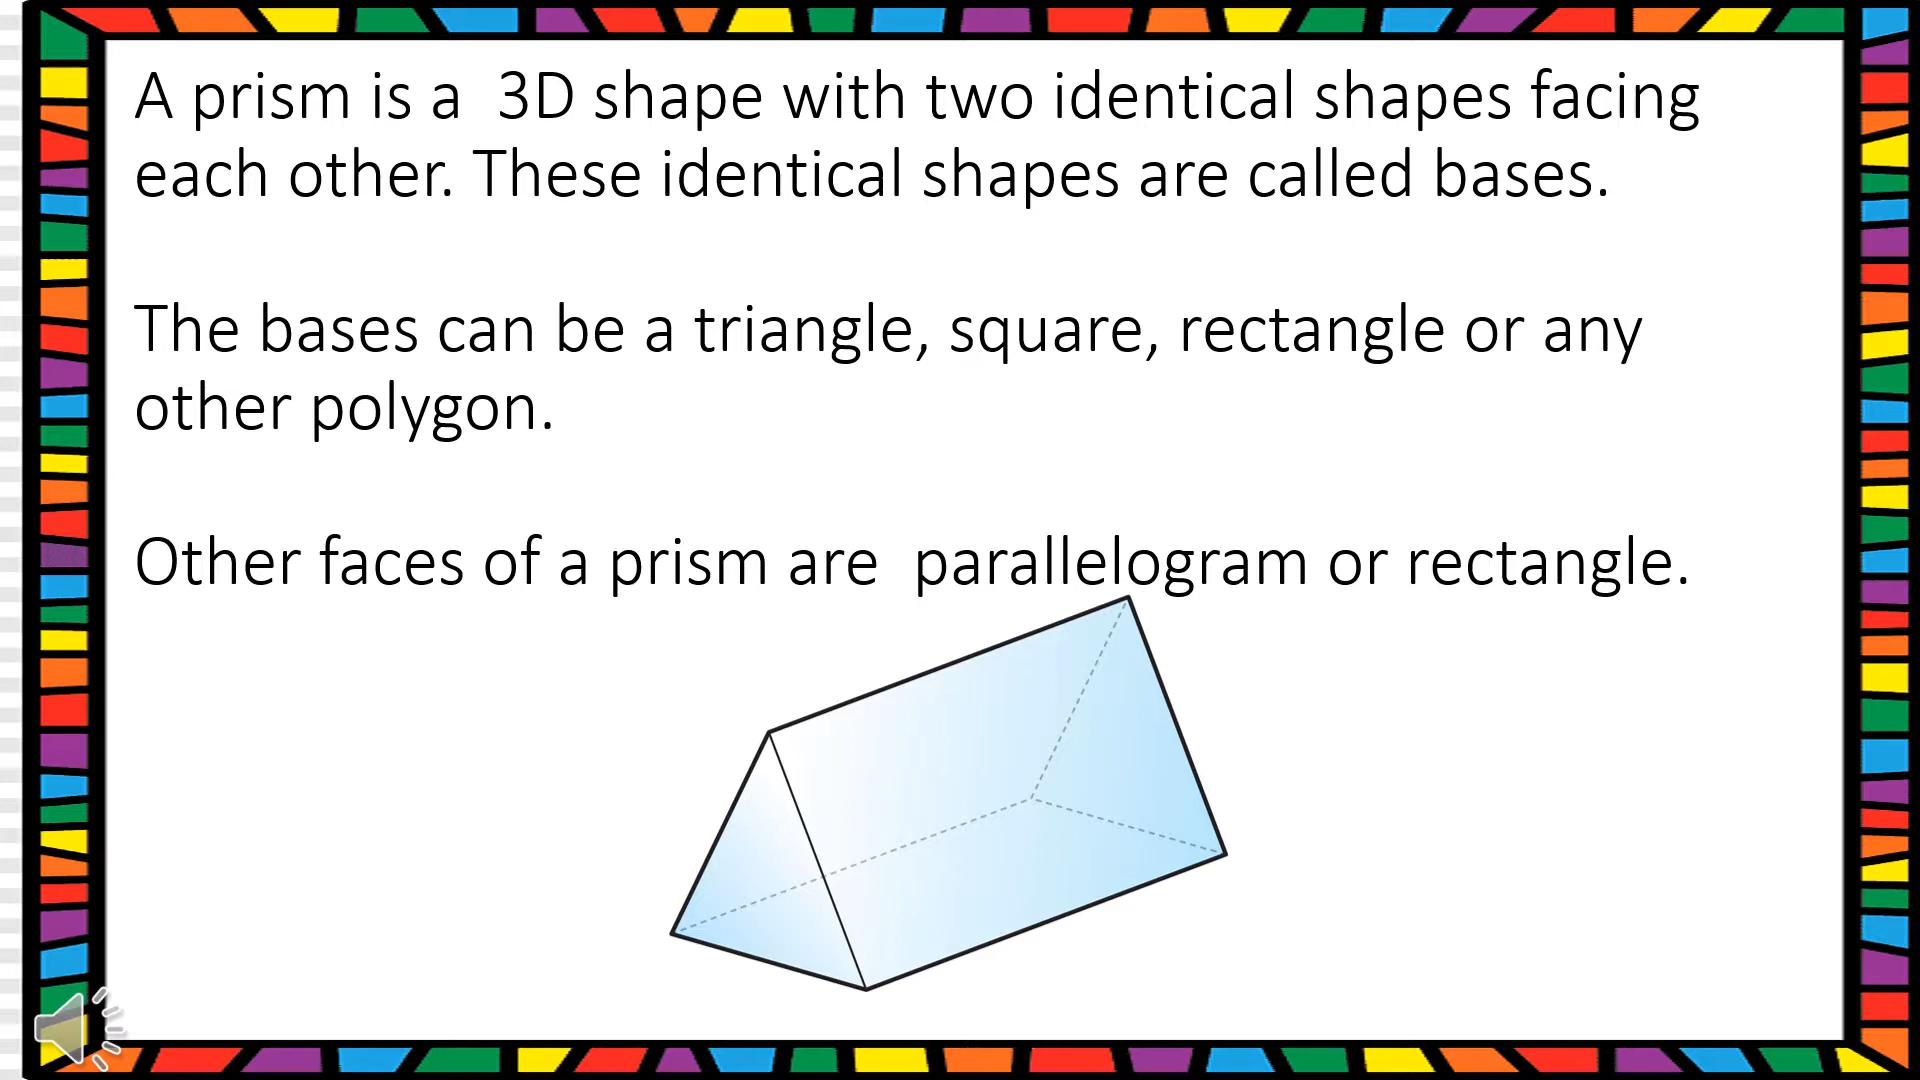 A prism is a  3D shape with two identical shapes facing
each other. These identical shapes are called bases.
The bases can be a triangle, square, rectangle or any
other polygon.
Other faces of a prism are  parallelogram or rectangle.